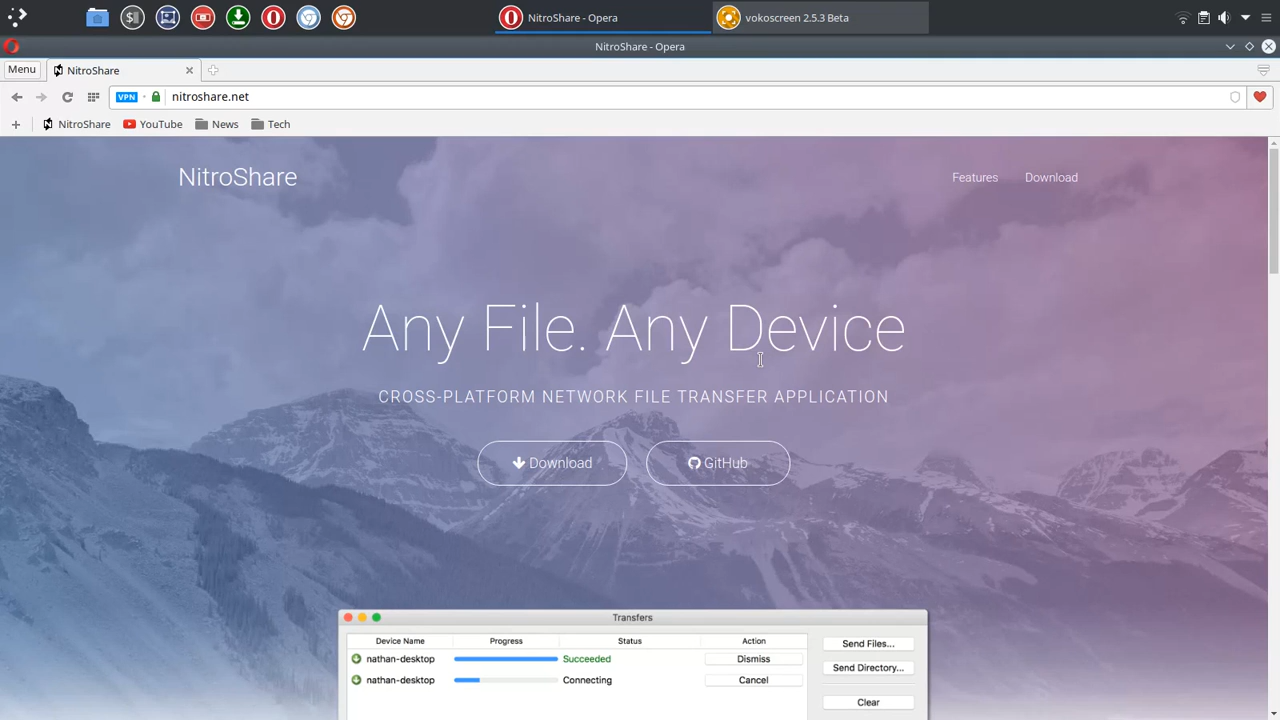 NitroShare - Opera
vokoscreen 2.5.3 Beta
NitroShare - Opera
Menu
NitroShare
VPN
nitroshare.net
NitroShare
YouTube
News
Tech
NitroShare
Features
Download
Any File. Any Device
CROSS-PLATFORM NETWORK FILE TRANSFER APPLICATION
Download
GitHub
Transfers
Device Name Progress Status Action
Send Files...
nathan-desktop Succeeded Dismiss
Send Directory...
nathan-desktop Connecting Cancel
Clear